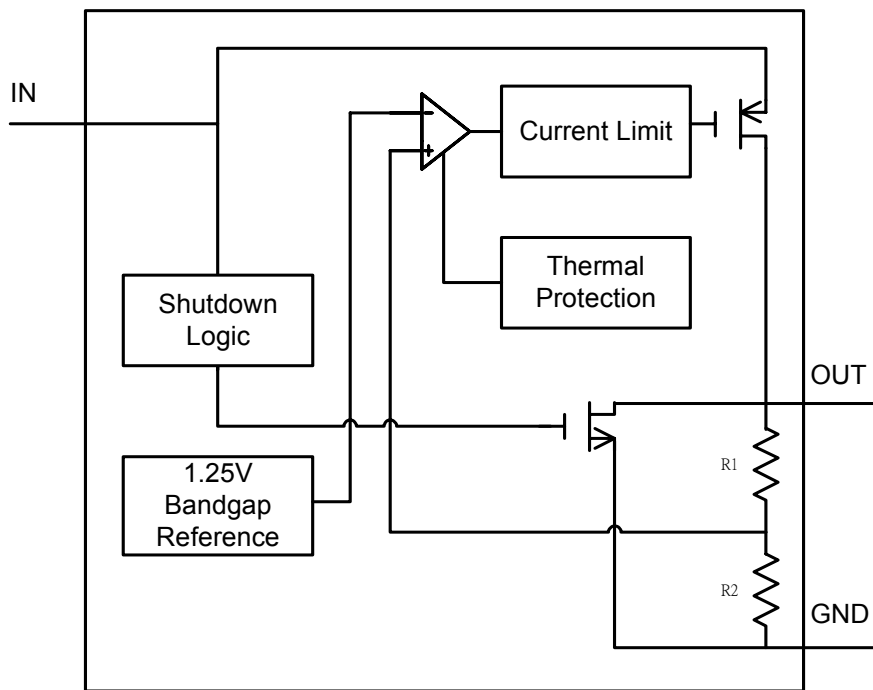 IN
−
+
Current Limit
Thermal
Protection
Shutdown
Logic
OUT
R1
1.25V
Bandgap
Reference
R2
GND